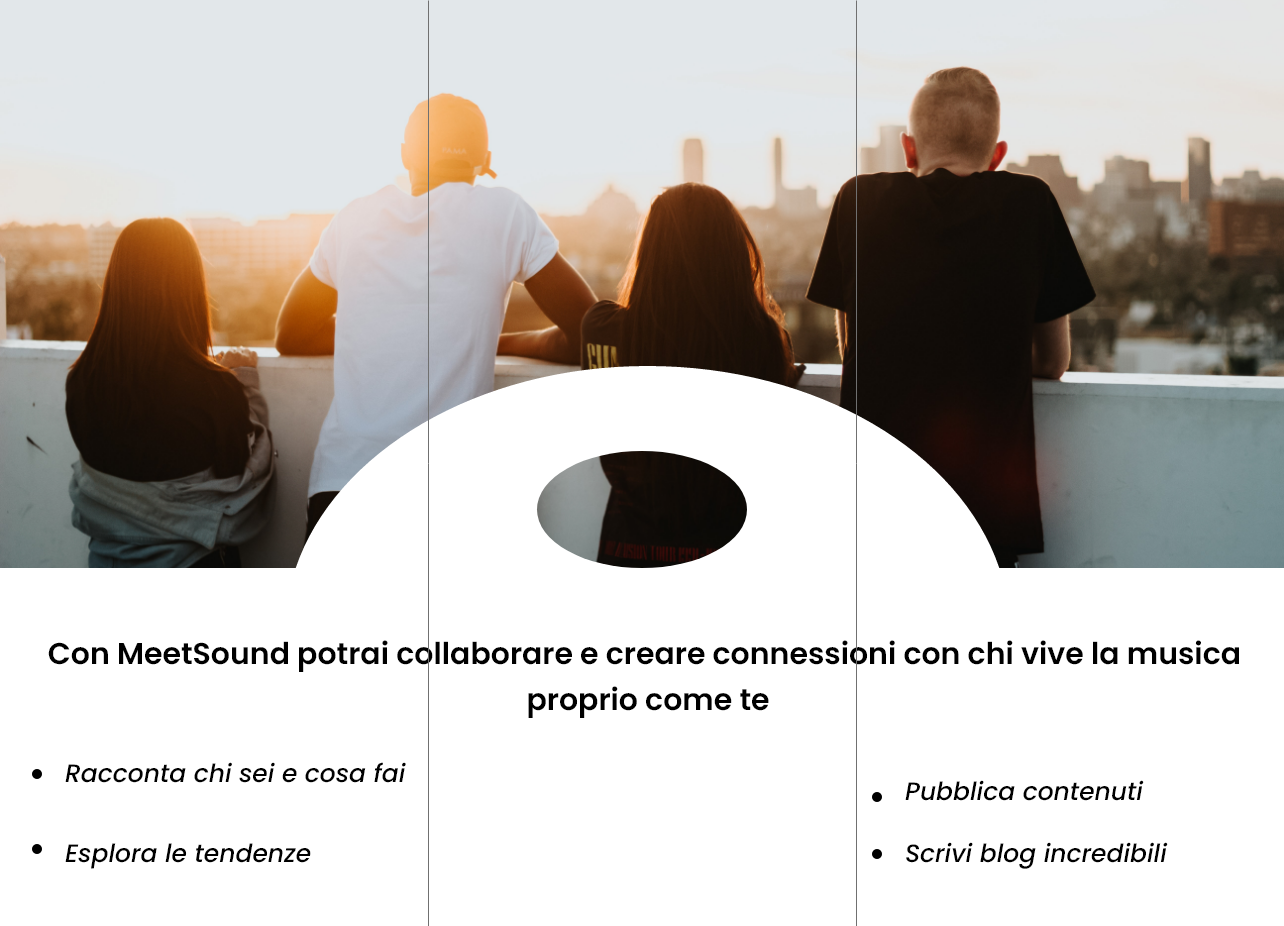 Con MeetSound potrai collaborare e creare connessioni con chi vive la musica
proprio come te
Racconta chi sei e cosa fai
Esplora le tendenze
Pubblica contenuti
Scrivi blog incredibili